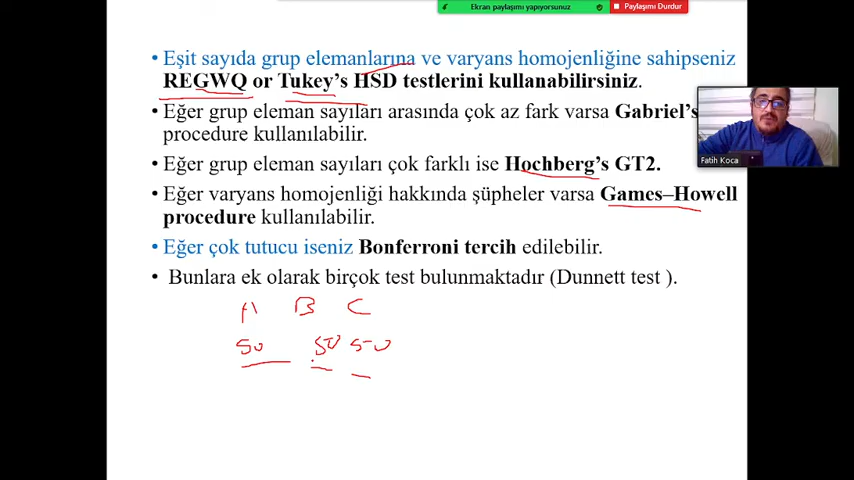 Ekran paylaşımı yapıyorsunuz
Paylaşımı Durdur
• Eşit sayıda grup elemanlarına ve varyans homojenliğine sahipseniz
REGWQ or Tukey’s HSD testlerini kullanabilirsiniz.
• Eğer grup eleman sayıları arasında çok az fark varsa Gabriel’s
procedure kullanılabilir.
• Eğer grup eleman sayıları çok farklı ise Hochberg’s GT2.
• Eğer varyans homojenliği hakkında şüpheler varsa Games–Howell
procedure kullanılabilir.
• Eğer çok tutucu iseniz Bonferroni tercih edilebilir.
• Bunlara ek olarak birçok test bulunmaktadır (Dunnett test ).
A B C
50 50 50
Fatih Koca